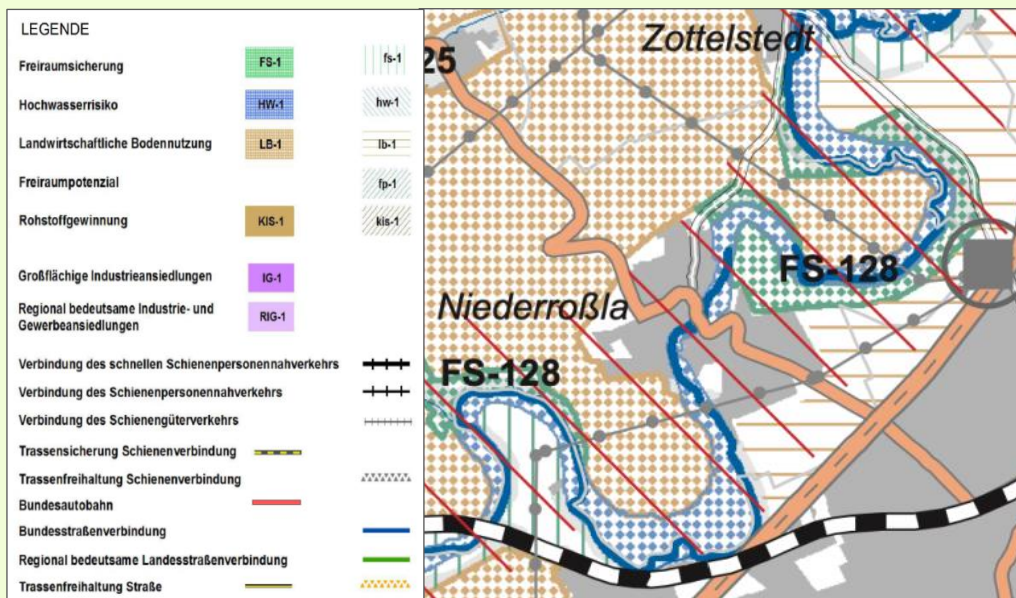 LEGENDE
Freiraumsicherung FS-1 fs-1
Hochwasserrisiko HW-1 hw-1
Landwirtschaftliche Bodennutzung LB-1 lb-1
Freiraumpotenzial fp-1
Rohstoffgewinnung KIS-1 kis-1
Großflächige Industrieansiedlungen IG-1
Regional bedeutsame Industrie- und
Gewerbeansiedlungen RIG-1
Verbindung des schnellen Schienenpersonennahverkehrs
Verbindung des Schienenpersonennahverkehrs
Verbindung des Schienengüterverkehrs
Trassensicherung Schienenverbindung
Trassenfreihaltung Schienenverbindung
Bundesautobahn
Bundesstraßenverbindung
Regional bedeutsame Landesstraßenverbindung
Trassenfreihaltung Straße
Zottelstedt
25
FS-128
Niederroßla
FS-128